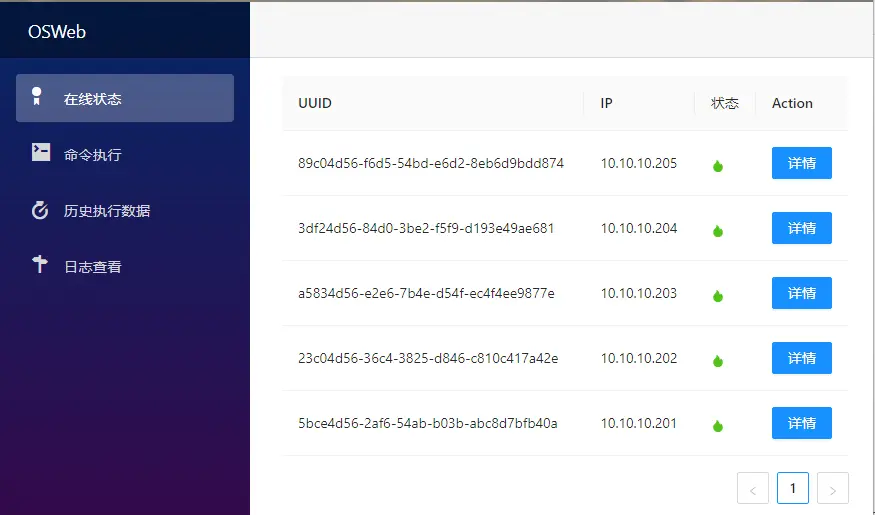 OSWeb
在线状态
命令执行
历史执行数据
日志查看
UUID IP 状态 Action
89c04d56-f6d5-54bd-e6d2-8eb6d9bdd874 10.10.10.205 详情
3df24d56-84d0-3be2-f5f9-d193e49ae681 10.10.10.204 详情
a5834d56-e2e6-7b4e-d54f-ec4f4ee9877e 10.10.10.203 详情
23c04d56-36c4-3825-d846-c810c417a42e 10.10.10.202 详情
5bce4d56-2af6-54ab-b03b-abc8d7bfb40a 10.10.10.201 详情
< 1 >